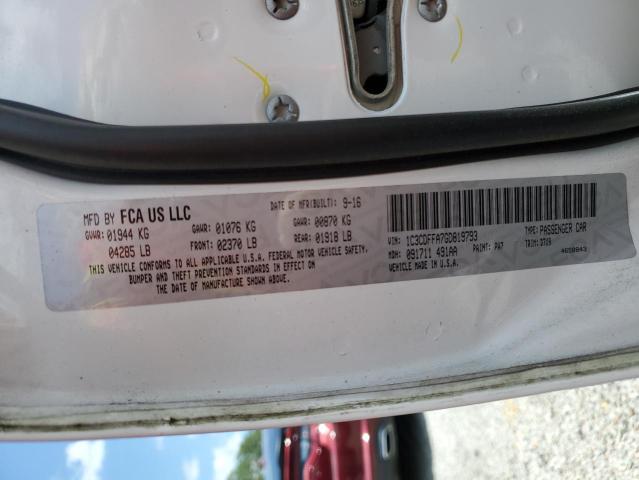 MFD BY FCA US LLC
DATE OF MFR(BUILT): 9-16
GVWR: 01944 KG
04285 LB
GAWR: 01076 KG
FRONT: 02370 LB
GAWR: 00870 KG
REAR: 01918 LB
THIS VEHICLE CONFORMS TO ALL APPLICABLE U.S.A. FEDERAL MOTOR VEHICLE SAFETY.
BUMPER AND THEFT PREVENTION STANDARDS IN EFFECT ON
THE DATE OF MANUFACTURE SHOWN ABOVE.
VIN: 1C3CDFFA7GD819793
TYPE: PASSENGER CAR
MDH: 091711 491AA
PAINT: PW7
TRIM:
VEHICLE MADE IN U.S.A.